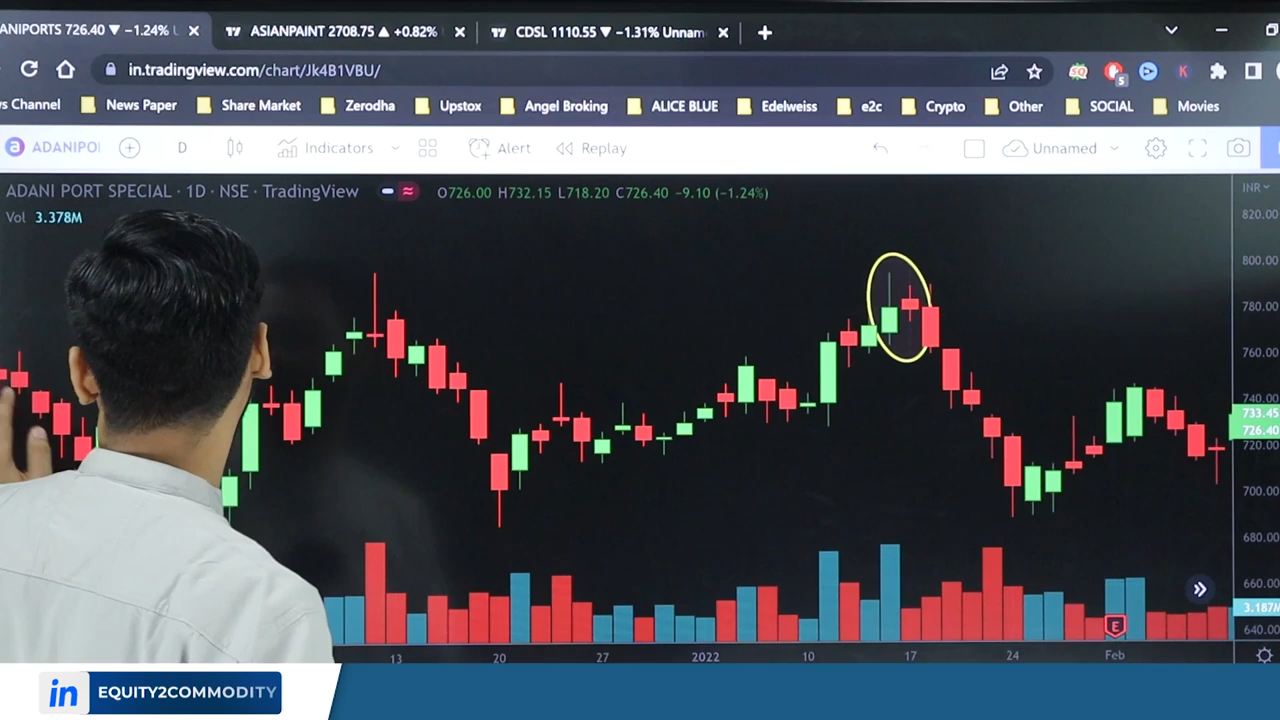 ANIPORTS 726.40 ▼ −1.24% ASIANPAINT 2708.75 ▲ +0.82% CDSL 1110.55 ▼ −1.31% Unnam
in.tradingview.com/chart/Jk4B1VBU/
vs Channel News Paper Share Market Zerodha Upstox Angel Broking ALICE BLUE Edelweiss e2c Crypto Other SOCIAL Movies
ADANIPO D Indicators Alert Replay Unnamed
ADANI PORT SPECIAL · 1D · NSE · TradingView O726.00 H732.15 L718.20 C726.40 −9.10 (−1.24%)
INR
Vol 3.378M
820.00
800.00
780.00
760.00
740.00
733.45
726.40
720.00
700.00
680.00
660.00
3.187M
640.00
E
13 20 27 2022 10 17 24 Feb
in EQUITY2COMMODITY